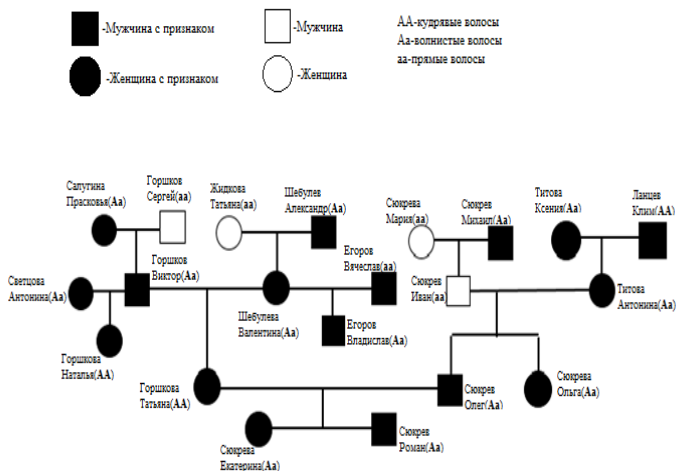 -Мужчина с признаком
-Мужчина
АА-кудрявые волосы
Аа-волнистые волосы
аа-прямые волосы
-Женщина с признаком
-Женщина
Сапугина
Прасковья(Аа)
Горшков
Сергей(аа)
Жидкова
Татьяна(аа)
Шебулев
Александр(Аа)
Сюкрева
Мария(аа)
Сюкрев
Михаил(Аа)
Титова
Ксения(Аа)
Ланцев
Клим(АА)
Светцова
Антонина(Аа)
Горшков
Виктор(Аа)
Шебулева
Валентина(Аа)
Егоров
Вячеслав(аа)
Сюкрев
Иван(аа)
Титова
Антонина(Аа)
Горшкова
Наталья(АА)
Егоров
Владислав(Аа)
Горшкова
Татьяна(АА)
Сюкрев
Олег(Аа)
Сюкрева
Ольга(Аа)
Сюкрева
Екатерина(Аа)
Сюкрев
Роман(Аа)